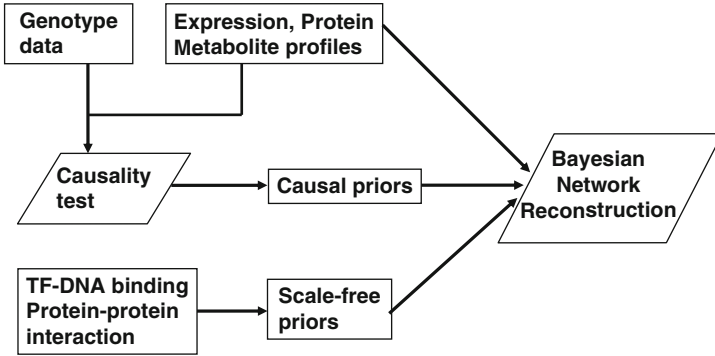 Genotype
data
Expression, Protein
Metabolite profiles
Causality
test
Causal priors
Bayesian
Network
Reconstruction
TF-DNA binding
Protein-protein
interaction
Scale-free
priors